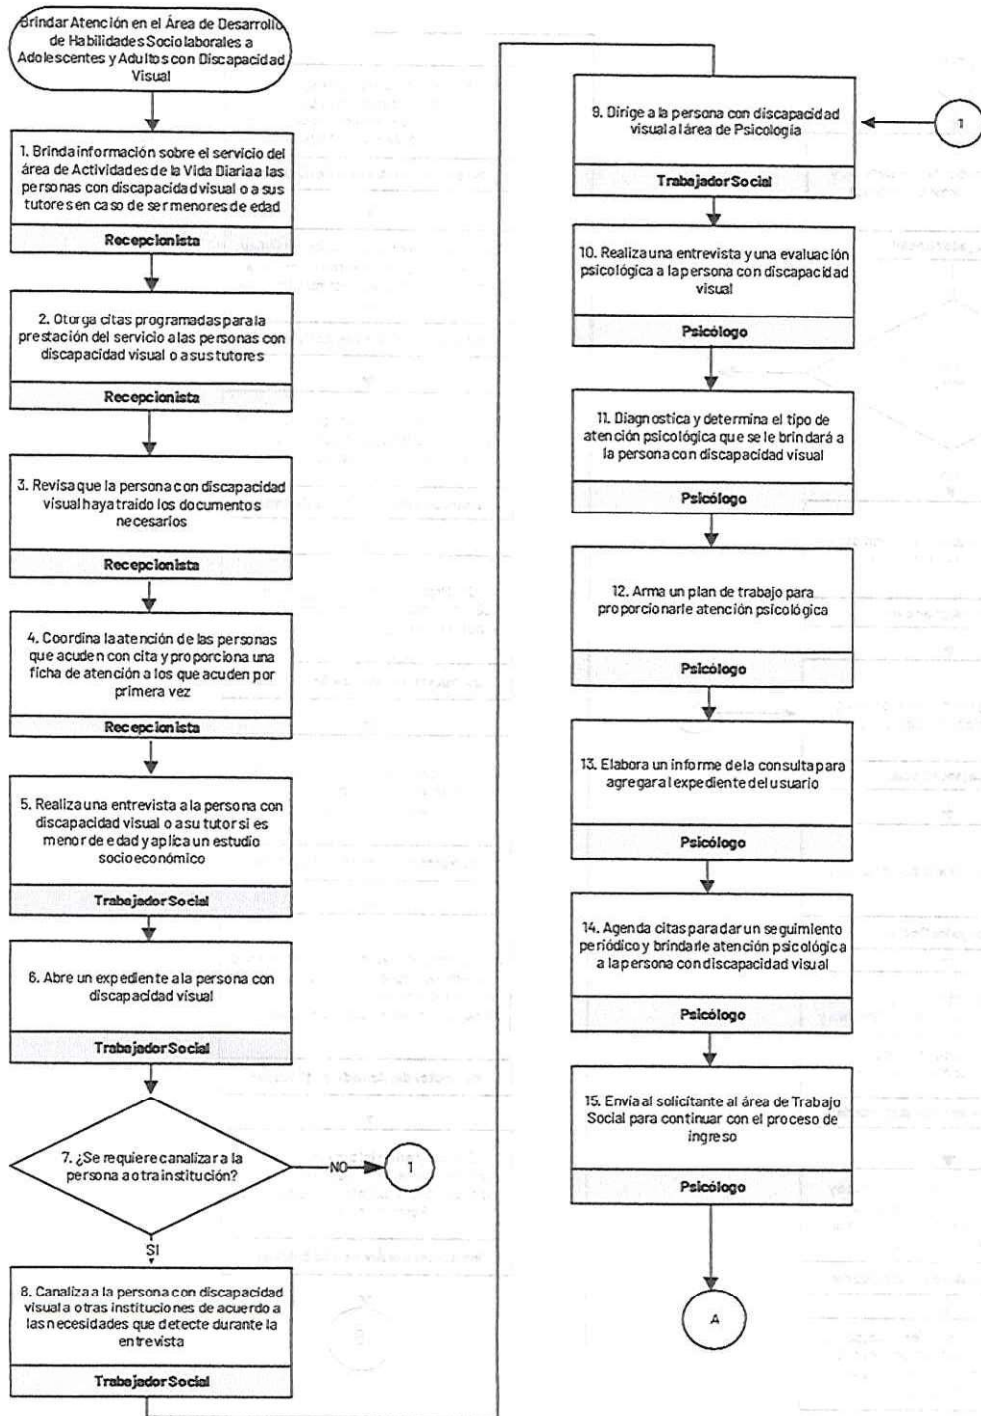 Brindar Atención en el Área de Desarrollo
de Habilidades Sociolaborales a
Adolescentes y Adultos con Discapacidad
Visual
1. Brinda información sobre el servicio del
área de Actividades de la Vida Diaria a las
personas con discapacidad visual o a sus
tutores en caso de ser menores de edad
Recepcionista
2. Otorga citas programadas para la
prestación del servicio a las personas con
discapacidad visual o a sus tutores
Recepcionista
3. Revisa que la persona con discapacidad
visual haya traído los documentos
necesarios
Recepcionista
4. Coordina la atención de las personas
que acuden con cita y proporciona una
ficha de atención a los que acuden por
primera vez
Recepcionista
5. Realiza una entrevista a la persona con
discapacidad visual o a su tutor si es
menor de edad y aplica un estudio
socioeconómico
Trabajador Social
6. Abre un expediente a la persona con
discapacidad visual
Trabajador Social
7. ¿Se requiere canalizar a la
persona a otra institución?
NO
1
SI
8. Canaliza a la persona con discapacidad
visual a otras instituciones de acuerdo a
las necesidades que detecte durante la
entrevista
Trabajador Social
9. Dirige a la persona con discapacidad
visual al área de Psicología
Trabajador Social
1
10. Realiza una entrevista y una evaluación
psicológica a la persona con discapacidad
visual
Psicólogo
11. Diagnostica y determina el tipo de
atención psicológica que se le brindará a
la persona con discapacidad visual
Psicólogo
12. Arma un plan de trabajo para
proporcionarle atención psicológica
Psicólogo
13. Elabora un informe de la consulta para
agregar al expediente del usuario
Psicólogo
14. Agenda citas para dar un seguimiento
periódico y brindarle atención psicológica
a la persona con discapacidad visual
Psicólogo
15. Envía al solicitante al área de Trabajo
Social para continuar con el proceso de
ingreso
Psicólogo
A